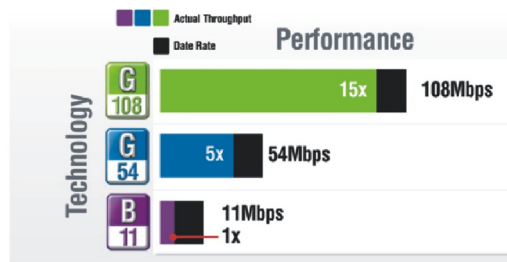 Actual Throughput
Date Rate
Performance
Technology
G
108
15x
108Mbps
G
54
5x
54Mbps
B
11
11Mbps
1x